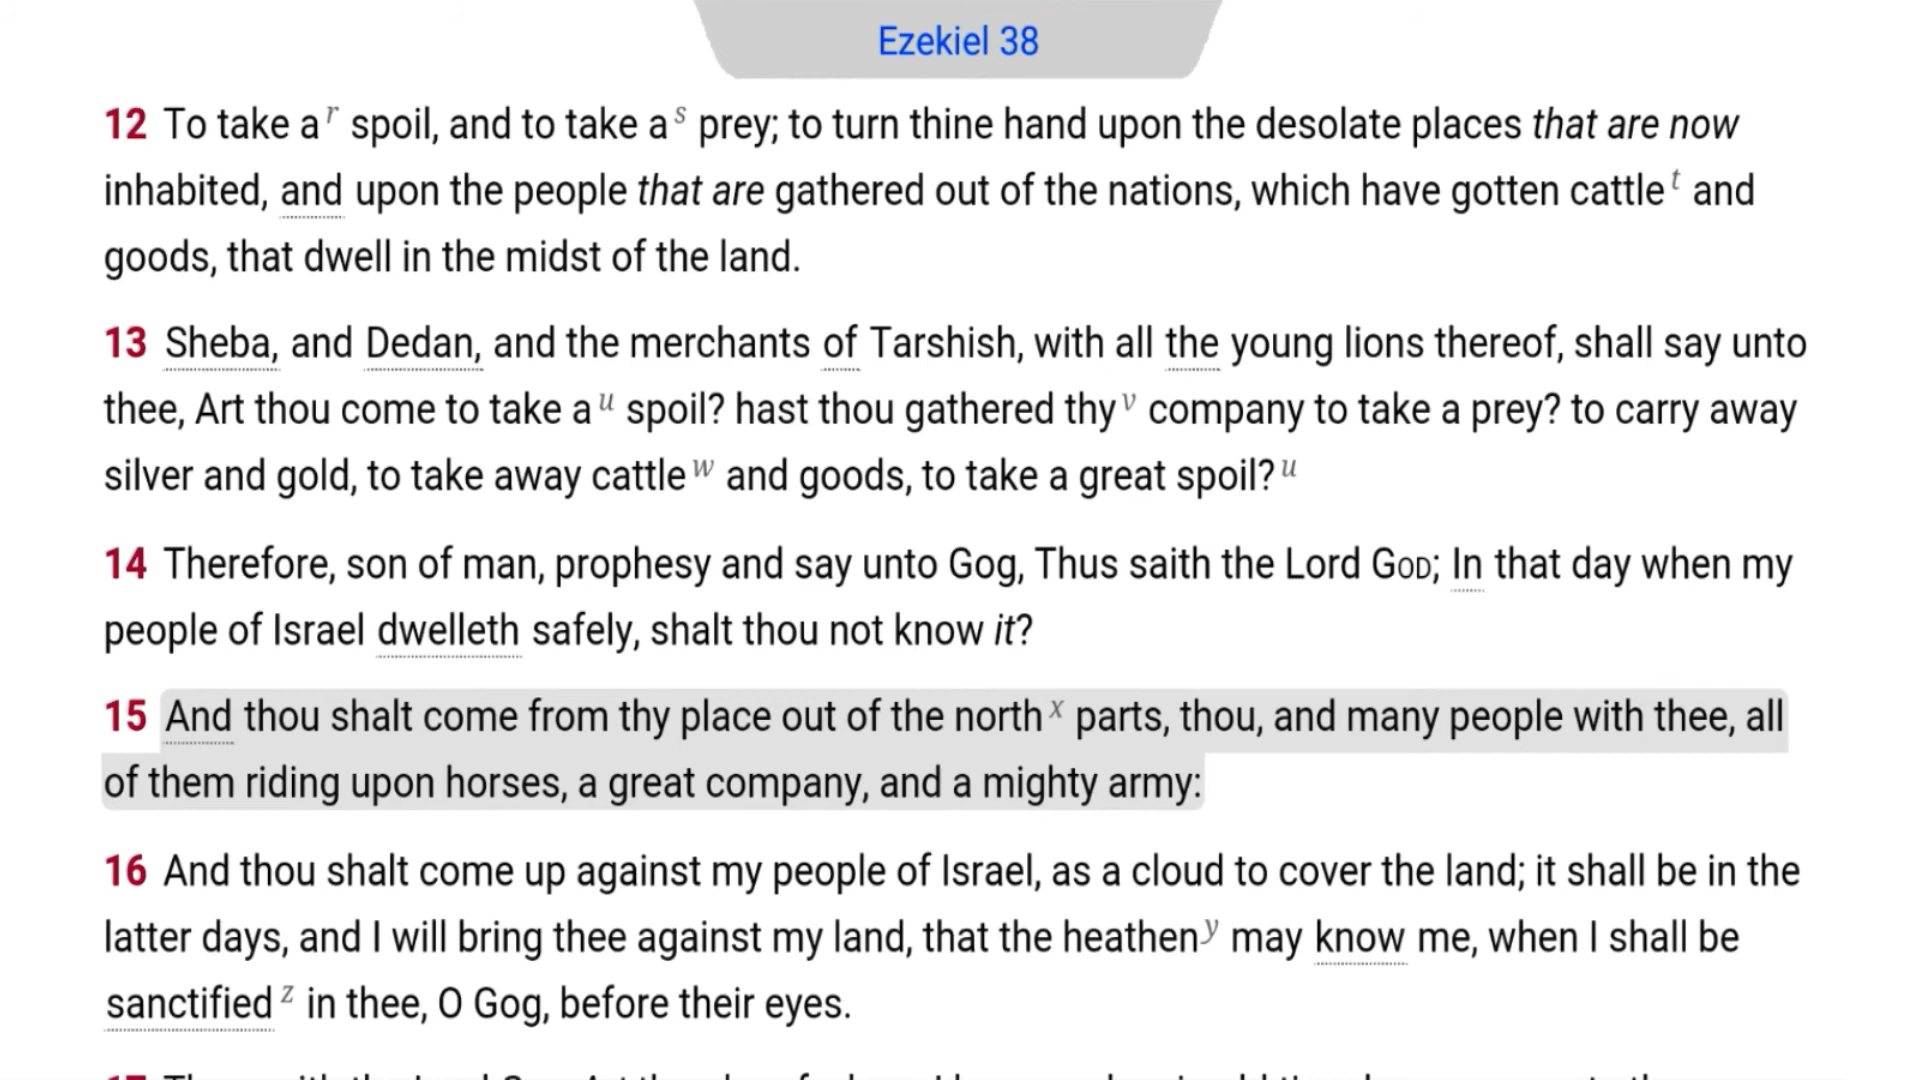 Ezekiel 38
12 To take a r spoil, and to take a s prey; to turn thine hand upon the desolate places that are now
inhabited, and upon the people that are gathered out of the nations, which have gotten cattle t and
goods, that dwell in the midst of the land.
13 Sheba, and Dedan, and the merchants of Tarshish, with all the young lions thereof, shall say unto
thee, Art thou come to take a u spoil? hast thou gathered thy v company to take a prey? to carry away
silver and gold, to take away cattle w and goods, to take a great spoil? u
14 Therefore, son of man, prophesy and say unto Gog, Thus saith the Lord GOD; In that day when my
people of Israel dwelleth safely, shalt thou not know it?
15 And thou shalt come from thy place out of the north x parts, thou, and many people with thee, all
of them riding upon horses, a great company, and a mighty army:
16 And thou shalt come up against my people of Israel, as a cloud to cover the land; it shall be in the
latter days, and I will bring thee against my land, that the heathen y may know me, when I shall be
sanctified z in thee, O Gog, before their eyes.